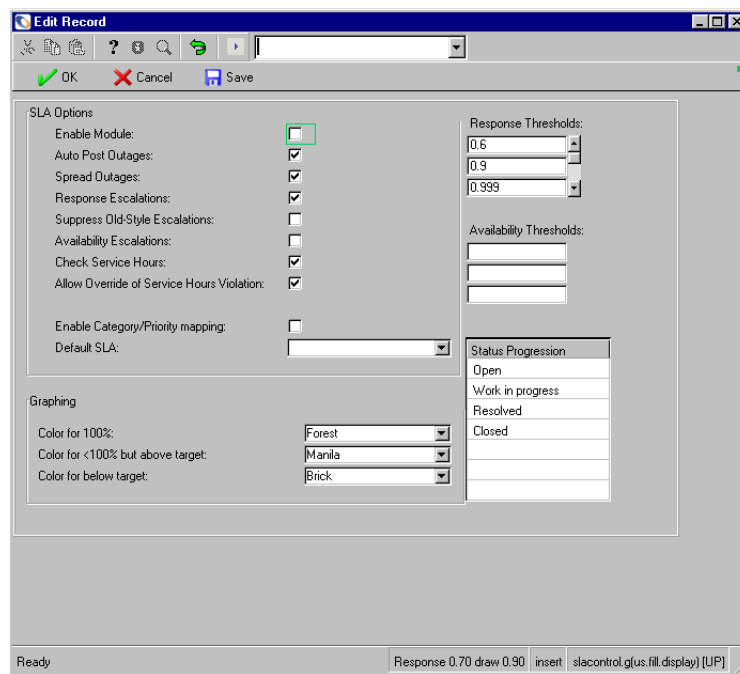 Edit Record
OK Cancel Save
SLA Options
Enable Module:
Auto Post Outages:
Spread Outages:
Response Escalations:
Suppress Old-Style Escalations:
Availability Escalations:
Check Service Hours:
Allow Override of Service Hours Violation:
Enable Category/Priority mapping:
Default SLA:
Response Thresholds:
0.6
0.9
0.999
Availability Thresholds:
Status Progression
Open
Work in progress
Resolved
Closed
Graphing
Color for 100%: Forest
Color for <100% but above target: Manila
Color for below target: Brick
Ready Response 0.70 draw 0.90 insert slacontrol.g(us.fill.display) [UP]